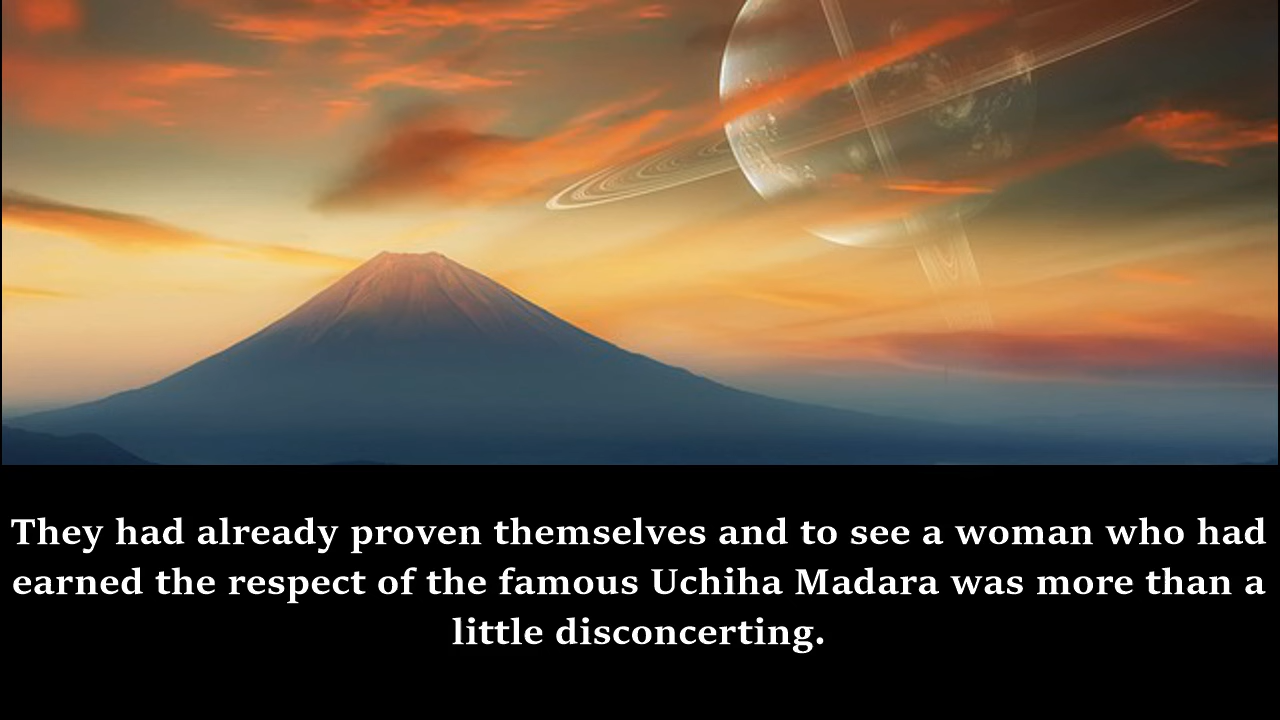 They had already proven themselves and to see a woman who had
earned the respect of the famous Uchiha Madara was more than a
little disconcerting.